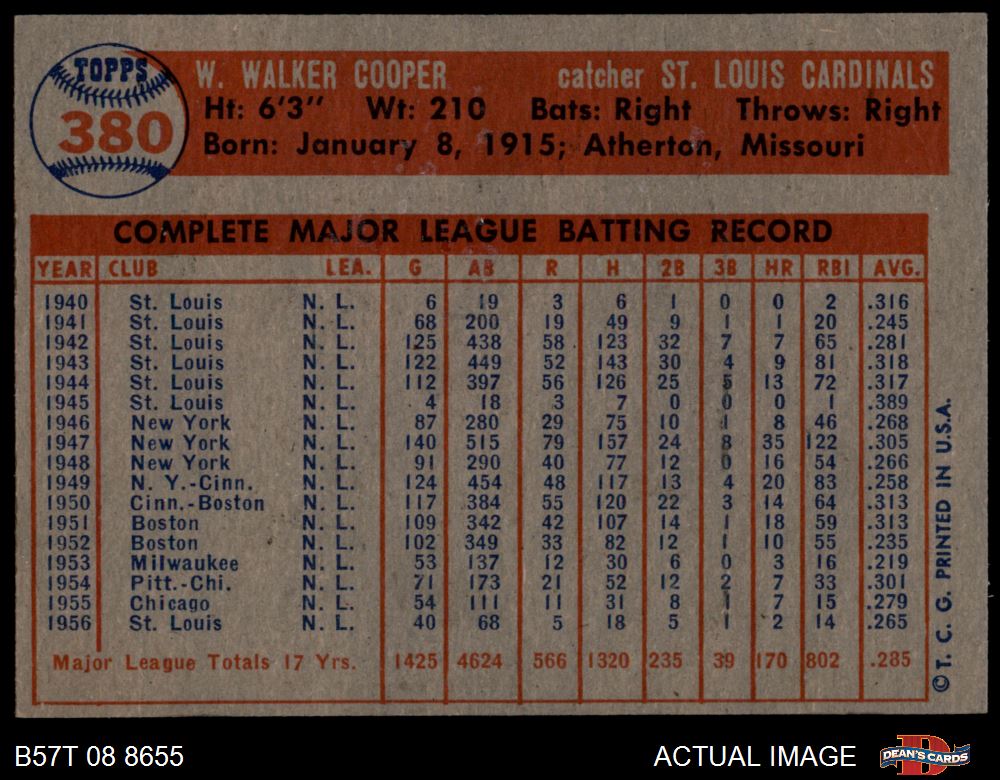 TOPPS
380
W. WALKER COOPER catcher ST. LOUIS CARDINALS
Ht: 6'3" Wt: 210 Bats: Right Throws: Right
Born: January 8, 1915; Atherton, Missouri
COMPLETE MAJOR LEAGUE BATTING RECORD
YEAR CLUB LEA. G AB R H 2B 3B HR RBI AVG.
1940 St. Louis N. L. 6 19 3 6 1 0 0 2 .316
1941 St. Louis N. L. 68 200 19 49 9 1 1 20 .245
1942 St. Louis N. L. 125 438 58 123 32 7 7 65 .281
1943 St. Louis N. L. 122 449 52 143 30 4 9 81 .318
1944 St. Louis N. L. 112 397 56 126 25 5 13 72 .317
1945 St. Louis N. L. 4 18 3 7 0 0 0 1 .389
1946 New York N. L. 87 280 29 75 10 1 8 46 .268
1947 New York N. L. 140 515 79 157 24 8 35 122 .305
1948 New York N. L. 91 290 40 77 12 0 16 54 .266
1949 N. Y.-Cinn. N. L. 124 454 48 117 13 4 20 83 .258
1950 Cinn.-Boston N. L. 117 384 55 120 22 3 14 64 .313
1951 Boston N. L. 109 342 42 107 14 1 18 59 .313
1952 Boston N. L. 102 349 33 82 12 1 10 55 .235
1953 Milwaukee N. L. 53 137 12 30 6 0 3 16 .219
1954 Pitt.-Chi. N. L. 71 173 21 52 12 2 7 33 .301
1955 Chicago N. L. 54 111 11 31 8 1 7 15 .279
1956 St. Louis N. L. 40 68 5 18 5 1 2 14 .265
Major League Totals 17 Yrs. 1425 4624 566 1320 235 39 170 802 .285
© T. C. G. PRINTED IN U.S.A.
B57T 08 8655 ACTUAL IMAGE
DEAN'S CARDS